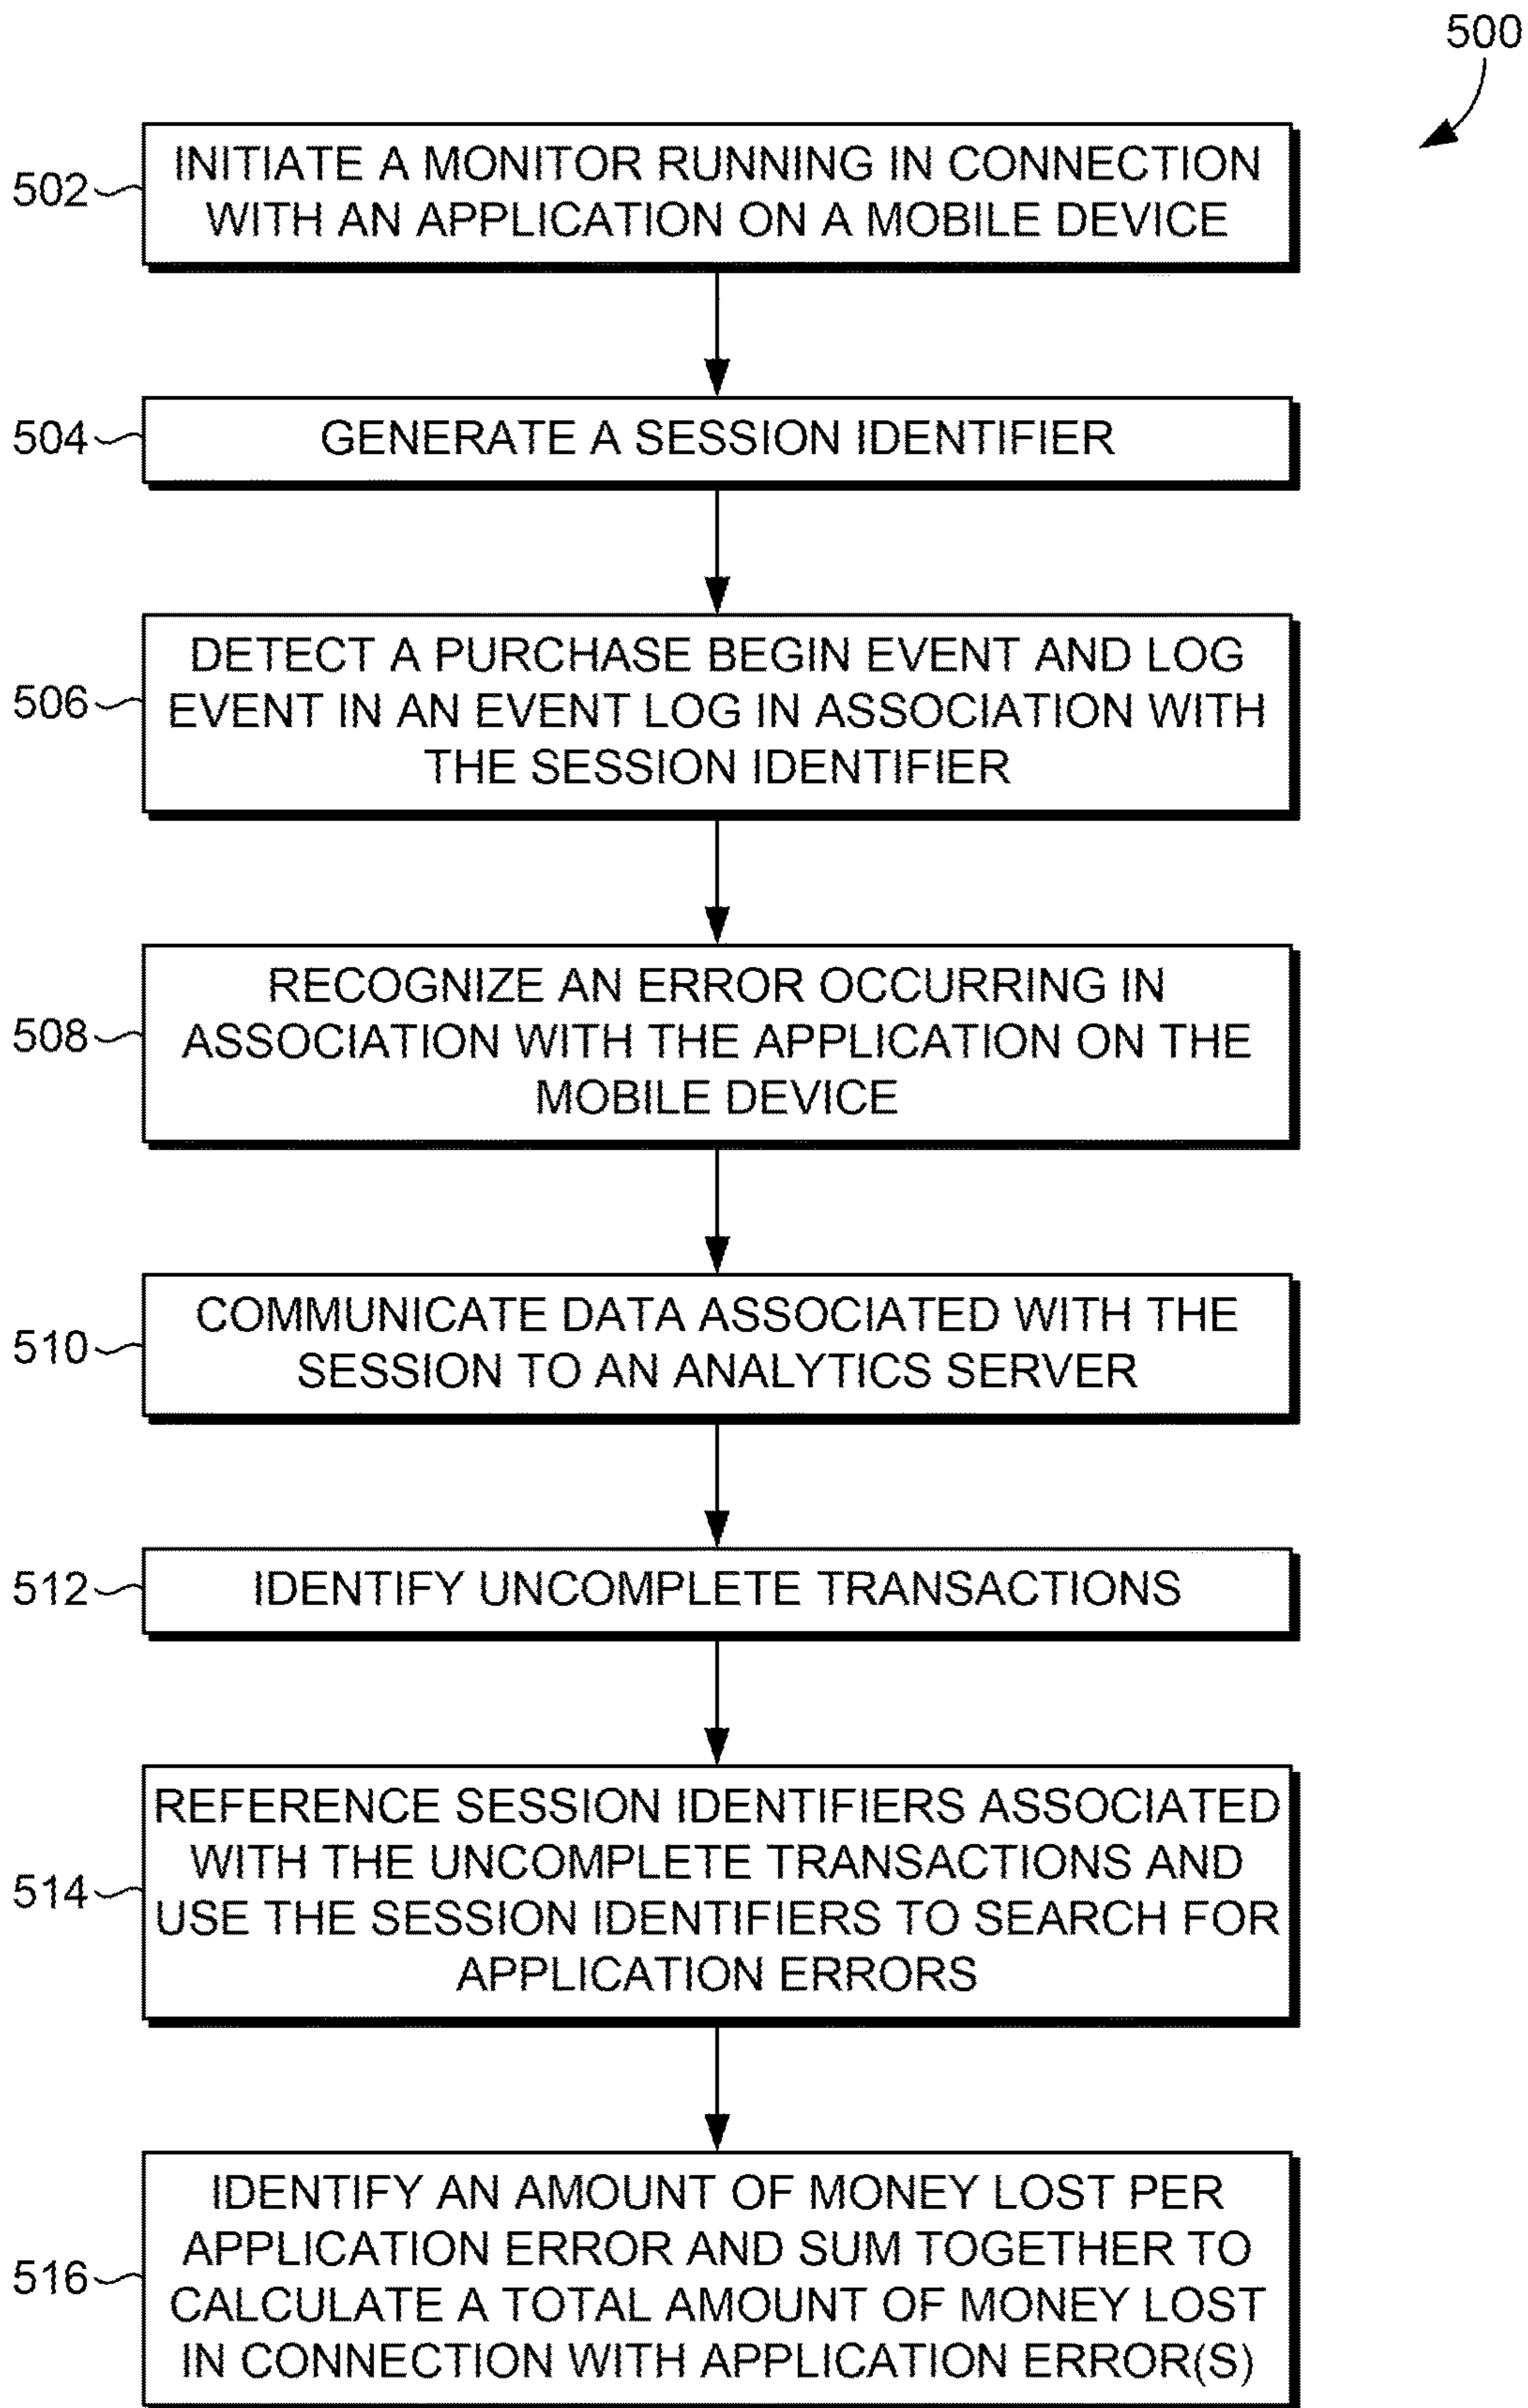 500
502
INITIATE A MONITOR RUNNING IN CONNECTION
WITH AN APPLICATION ON A MOBILE DEVICE
504
GENERATE A SESSION IDENTIFIER
506
DETECT A PURCHASE BEGIN EVENT AND LOG
EVENT IN AN EVENT LOG IN ASSOCIATION WITH
THE SESSION IDENTIFIER
508
RECOGNIZE AN ERROR OCCURRING IN
ASSOCIATION WITH THE APPLICATION ON THE
MOBILE DEVICE
510
COMMUNICATE DATA ASSOCIATED WITH THE
SESSION TO AN ANALYTICS SERVER
512
IDENTIFY UNCOMPLETE TRANSACTIONS
514
REFERENCE SESSION IDENTIFIERS ASSOCIATED
WITH THE UNCOMPLETE TRANSACTIONS AND
USE THE SESSION IDENTIFIERS TO SEARCH FOR
APPLICATION ERRORS
516
IDENTIFY AN AMOUNT OF MONEY LOST PER
APPLICATION ERROR AND SUM TOGETHER TO
CALCULATE A TOTAL AMOUNT OF MONEY LOST
IN CONNECTION WITH APPLICATION ERROR(S)